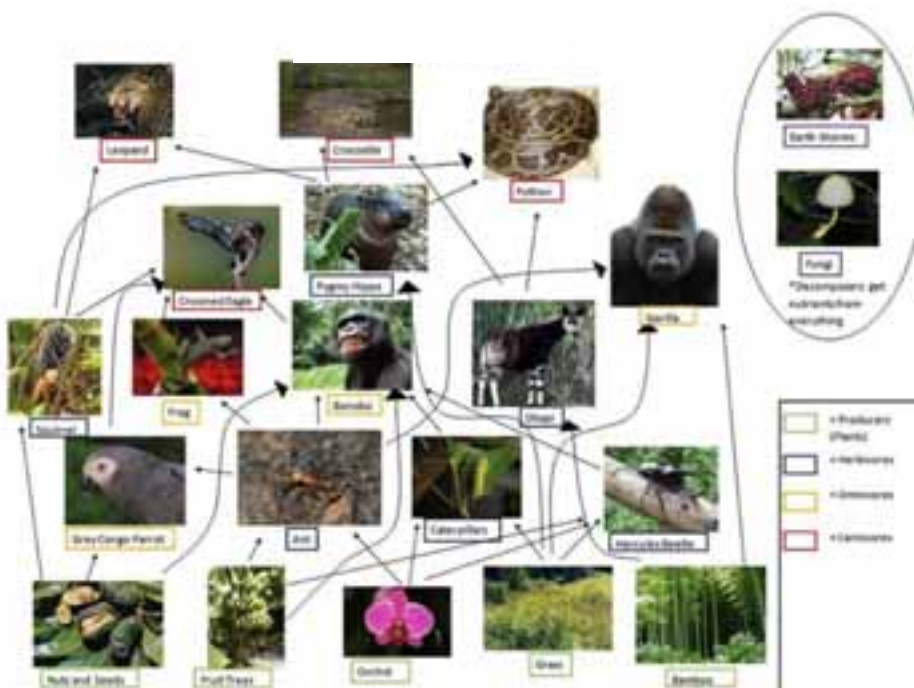 Leopard
Crocodile
Python
Earth Worms
Fungi
*Decomposers get
nutrients from
everything
Crowned Eagle
Pygmy Hippo
Gorilla
Squirrel
Frog
Bonobo
Okapi
Grey Congo Parrot
Ant
Caterpillars
Hercules Beetle
Nuts and Seeds
Fruit Trees
Orchid
Grass
Bamboo
= Producers
(Plants)
= Herbivores
= Omnivores
= Carnivores